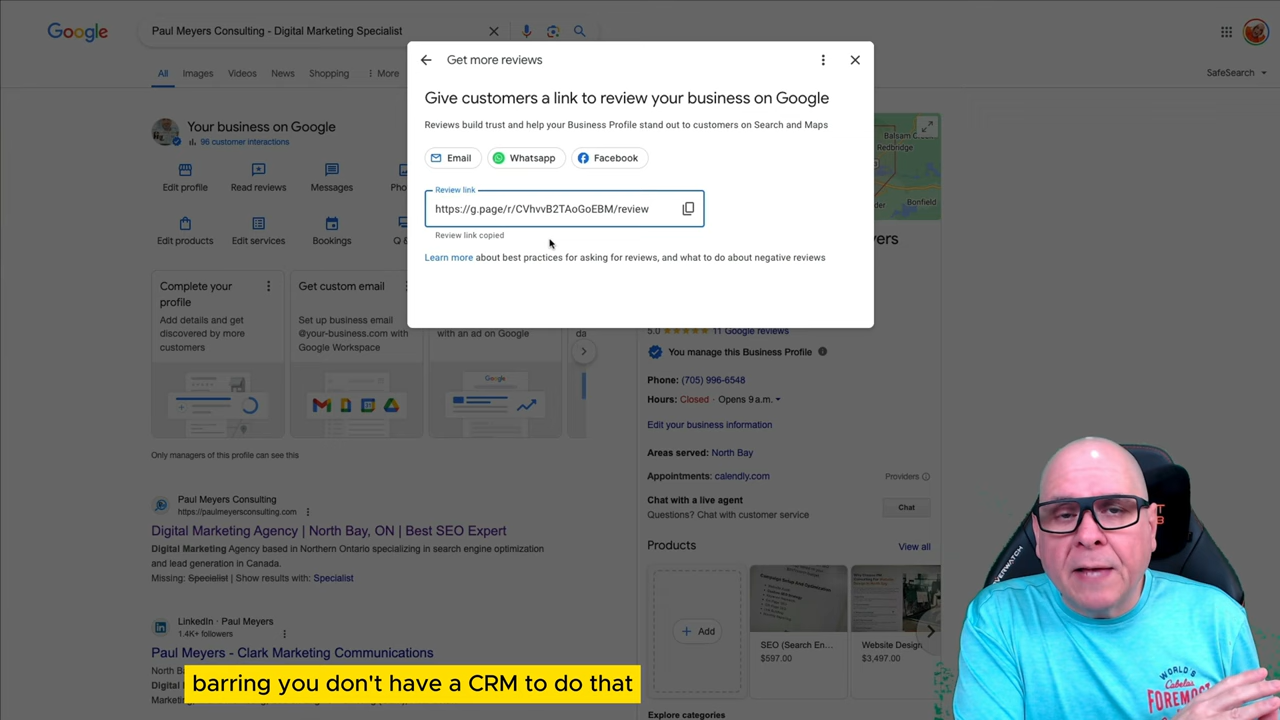 Google
Paul Meyers Consulting - Digital Marketing Specialist
All
Images
Videos
News
Shopping
More
SafeSearch
Get more reviews
Give customers a link to review your business on Google
Reviews build trust and help your Business Profile stand out to customers on Search and Maps
Email
Whatsapp
Facebook
Review link
https://g.page/r/CVhvvB2TAoGoEBM/review
Review link copied
Learn more about best practices for asking for reviews, and what to do about negative reviews
Your business on Google
96 customer interactions
Edit profile
Read reviews
Messages
Edit products
Edit services
Bookings
Complete your
profile
Add details and get
discovered by more
customers
Get custom email
Set up business email
@your-business.com with
Google Workspace
with an ad on Google
Only managers of this profile can see this
Paul Meyers Consulting
https://paulmeyersconsulting.com
Digital Marketing Agency | North Bay, ON | Best SEO Expert
Digital Marketing Agency based in Northern Ontario specializing in search engine optimization
and lead generation in Canada.
Missing: Specialist | Show results with: Specialist
LinkedIn · Paul Meyers
1.4K+ followers
Paul Meyers - Clark Marketing Communications
barring you don't have a CRM to do that
Redbridge
Bonfield
5.0
11 Google reviews
You manage this Business Profile
Phone: (705) 996-6548
Hours: Closed · Opens 9 a.m.
Edit your business information
Areas served: North Bay
Appointments: calendly.com
Providers
Chat with a live agent
Questions? Chat with customer service
Chat
Products
View all
+ Add
SEO (Search En...
$597.00
Website Design
$3,497.00
Explore categories
OVERWATCH
WORLD'S
Cabela's
FOREMOST